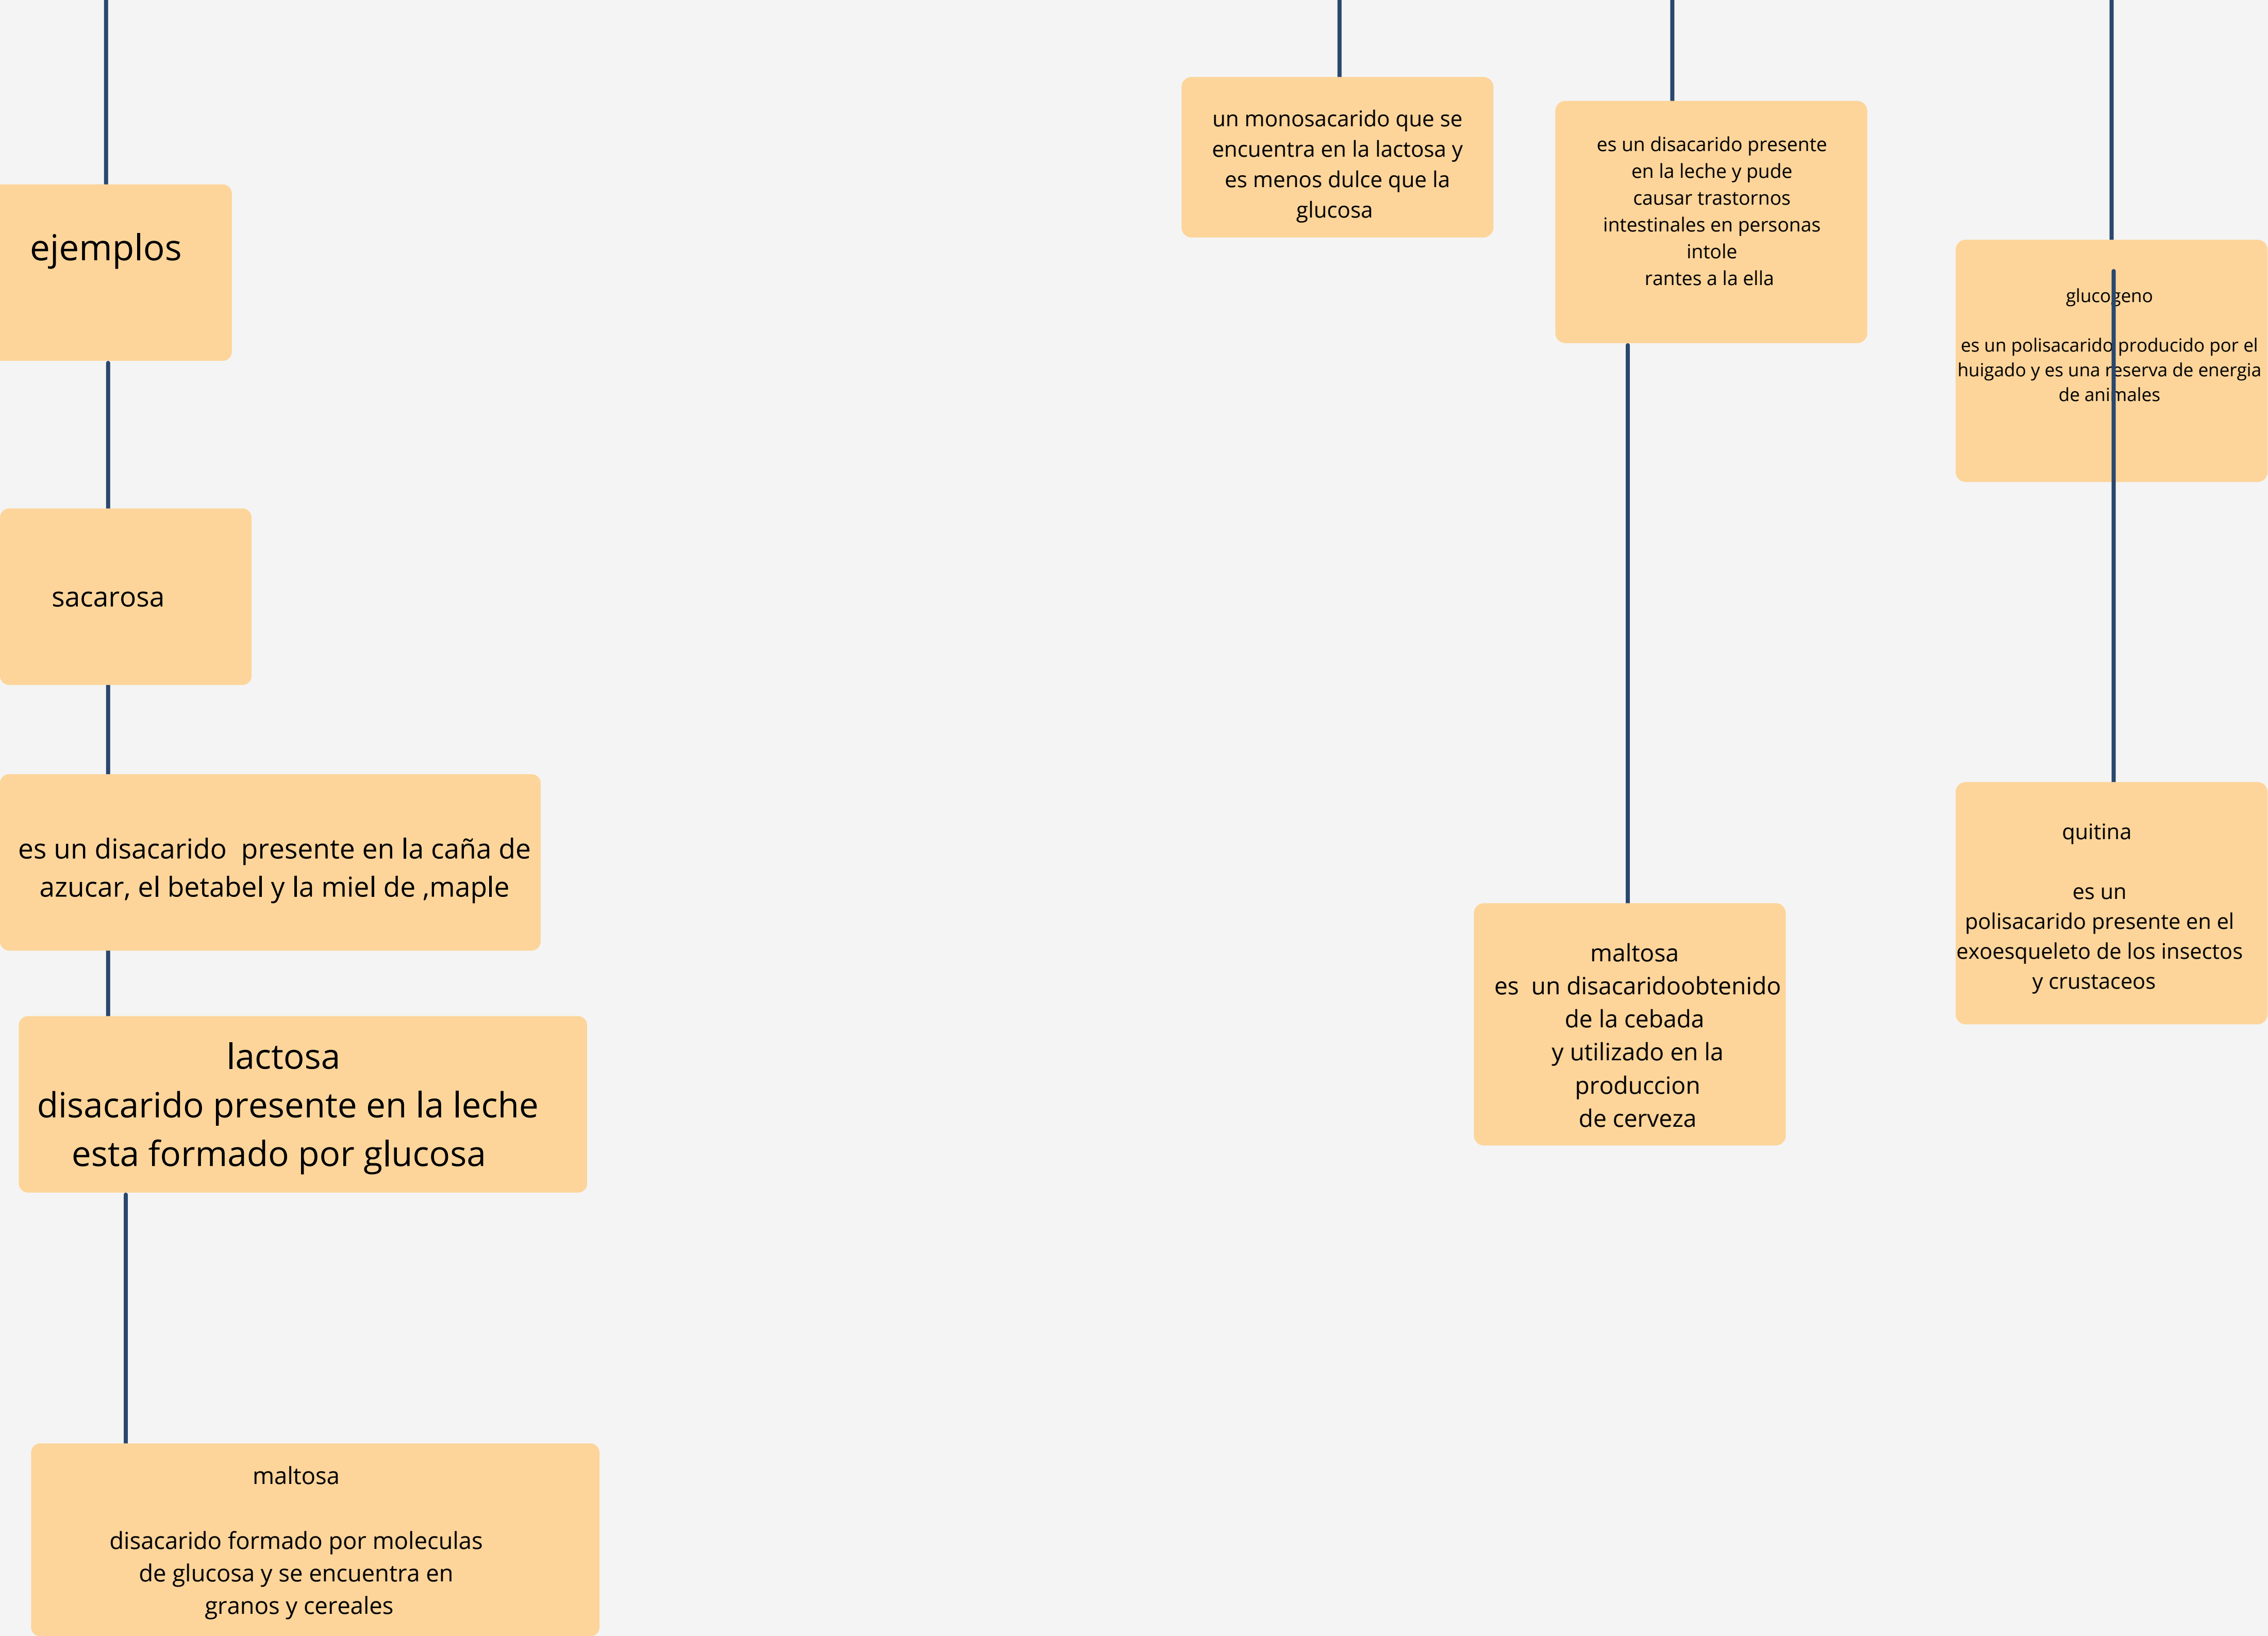 ejemplos
sacarosa
es un disacarido  presente en la caña de
azucar, el betabel y la miel de ,maple
lactosa
disacarido presente en la leche
esta formado por glucosa
maltosa
disacarido formado por moleculas
de glucosa y se encuentra en
granos y cereales
un monosacarido que se
encuentra en la lactosa y
es menos dulce que la
glucosa
es un disacarido presente
en la leche y pude
causar trastornos
intestinales en personas
intole
rantes a la ella
maltosa
es  un disacaridoobtenido
de la cebada
y utilizado en la
produccion
de cerveza
glucogeno
es un polisacarido producido por el
huigado y es una reserva de energia
de animales
quitina
es un
polisacarido presente en el
exoesqueleto de los insectos
y crustaceos